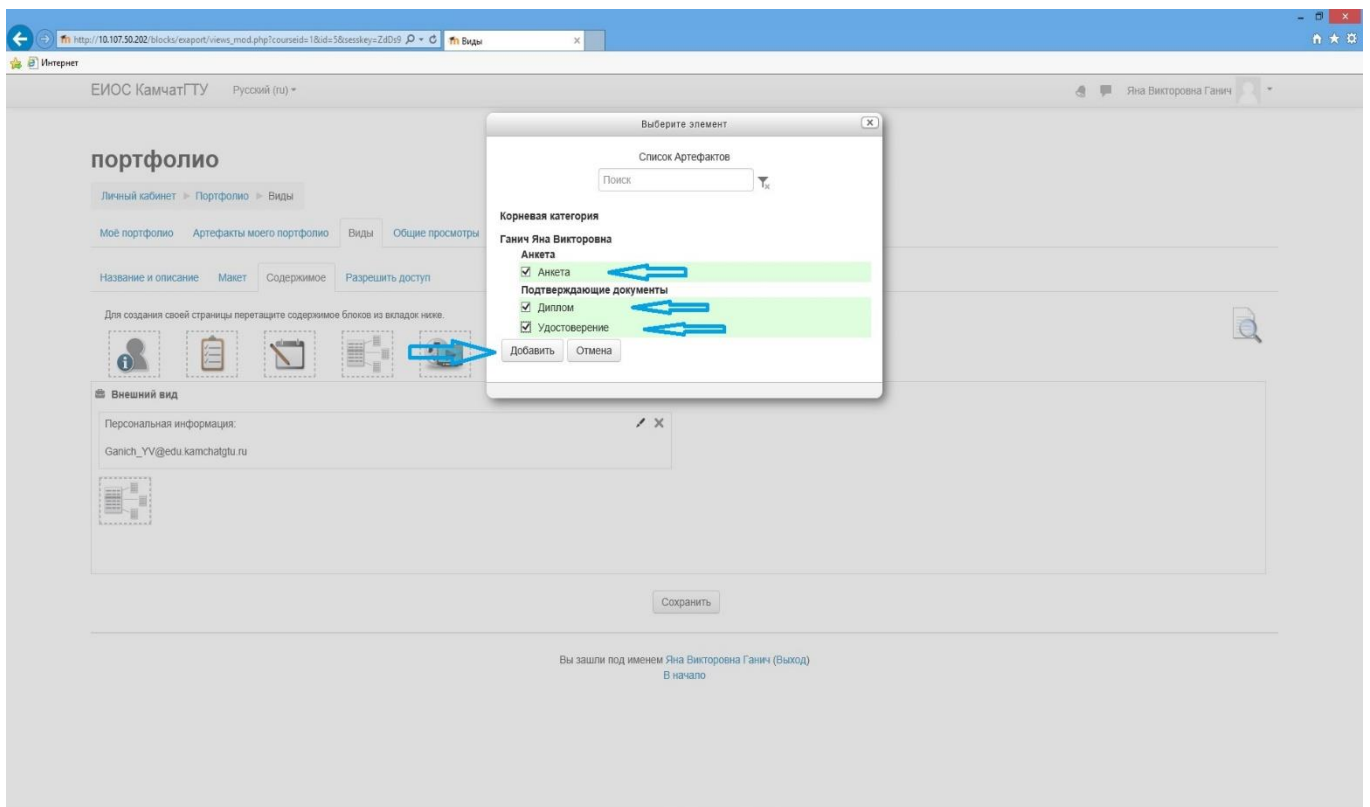 http://10.107.50.202/blocks/exaport/views_mod.php?courseid=1&id=5&sesskey=ZdDs9
Виды
Интернет
ЕИОС КамчатГТУ Русский (ru)
Яна Викторовна Ганич
Выберите элемент
Список Артефактов
Поиск
Корневая категория
Ганич Яна Викторовна
Анкета
Анкета
Подтверждающие документы
Диплом
Удостоверение
Добавить Отмена
портфолио
Личный кабинет Портфолио Виды
Моё портфолио Артефакты моего портфолио Виды Общие просмотры
Название и описание Макет Содержимое Разрешить доступ
Для создания своей страницы перетащите содержимое блоков из вкладок ниже.
Внешний вид
Персональная информация:
Ganich_YV@edu.kamchatgtu.ru
Сохранить
Вы зашли под именем Яна Викторовна Ганич (Выход)
В начало